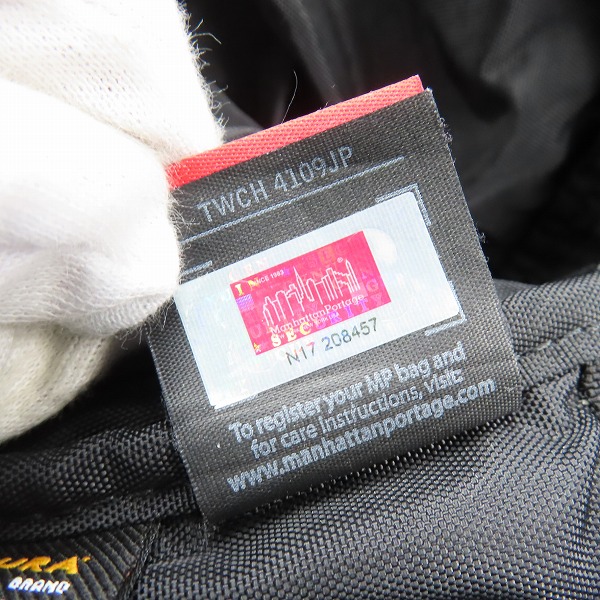 TWCH 4109JP
SINCE 1983
ManhattanPortage
SEC
N17 208457
To register your MP bag and
for care instructions, visit:
www.manhattanportage.com
URA
BRAND